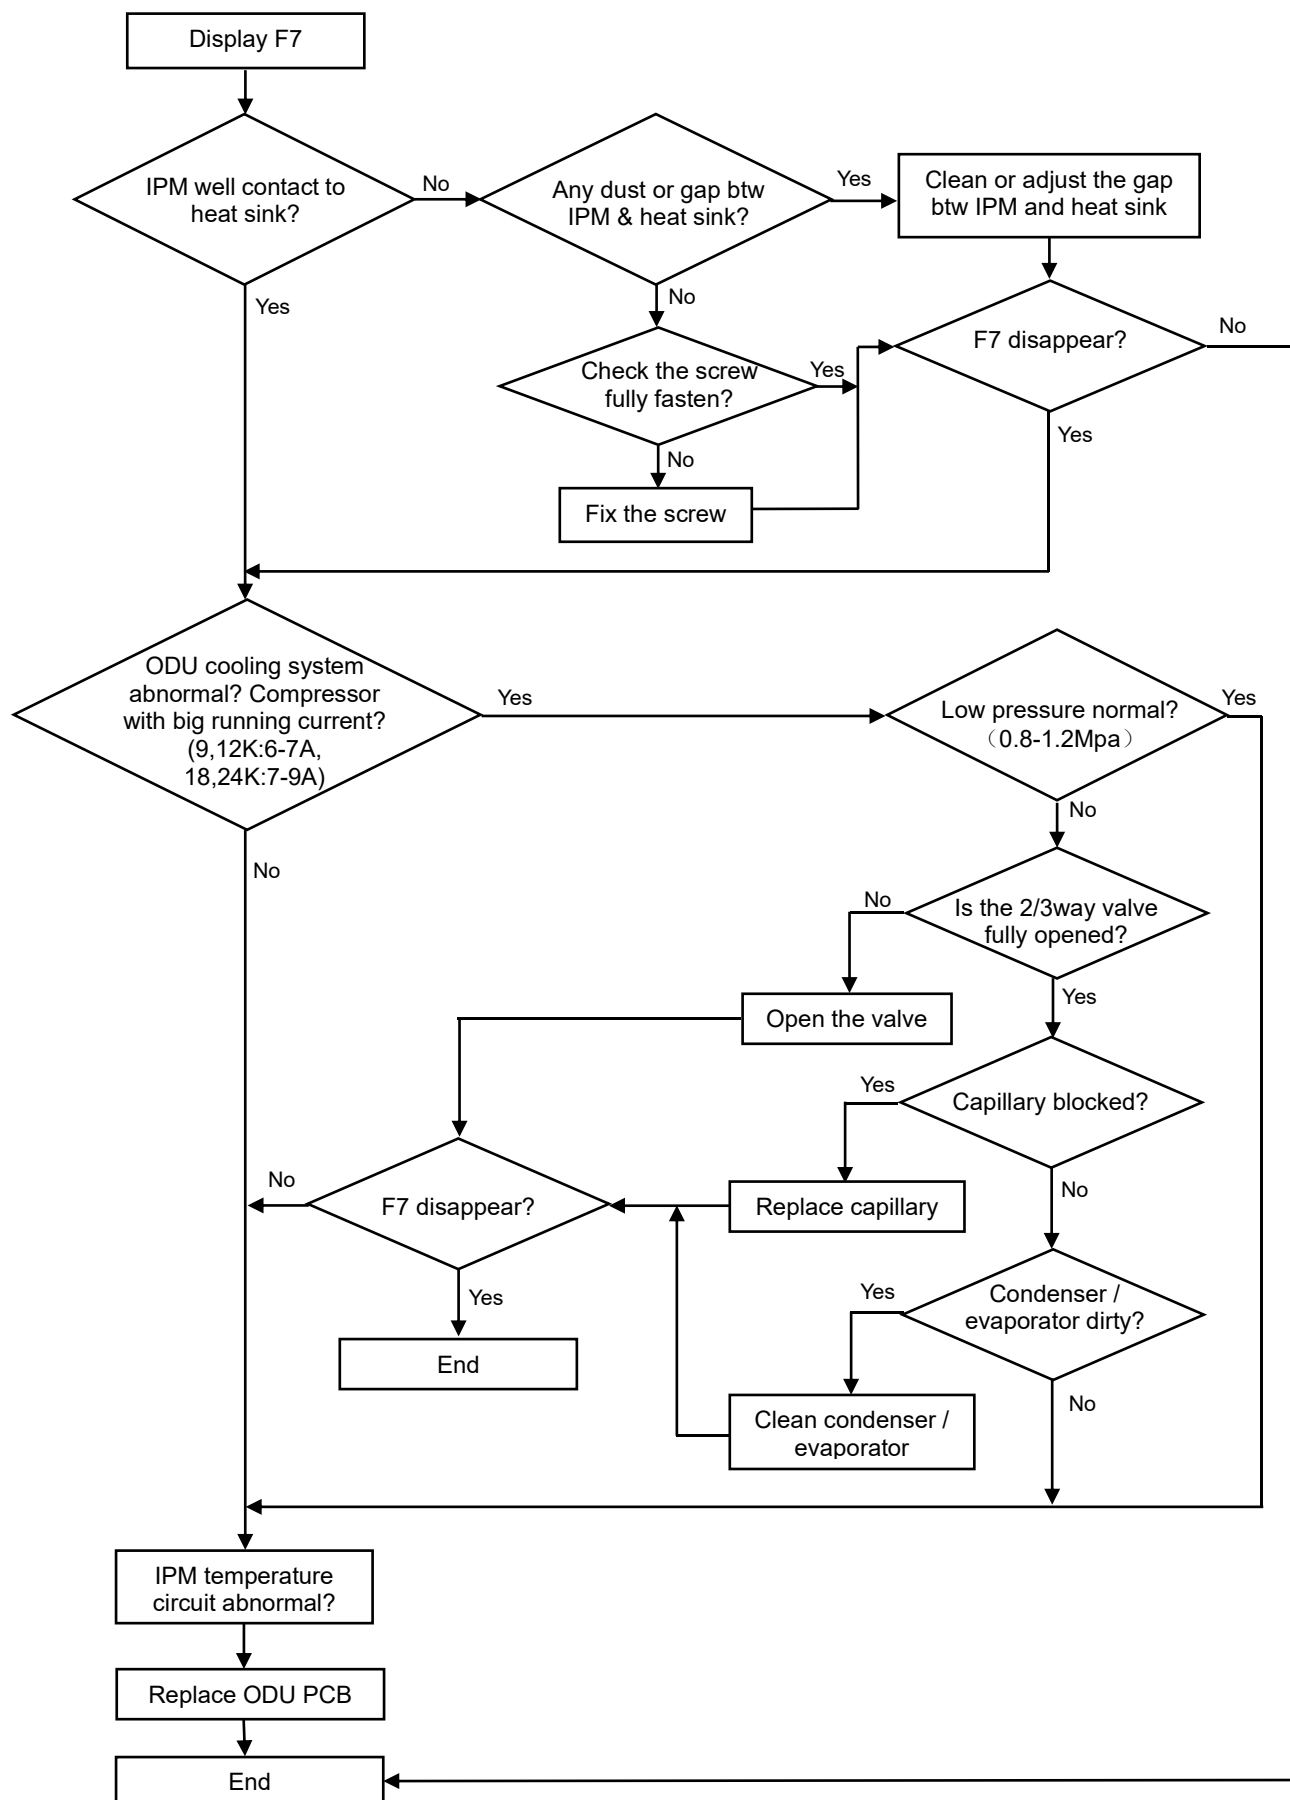 Display F7
IPM well contact to
heat sink?
No
Any dust or gap btw
IPM & heat sink?
Yes
Clean or adjust the gap
btw IPM and heat sink
Yes
No
F7 disappear?
No
Check the screw
fully fasten?
Yes
Yes
No
Fix the screw
ODU cooling system
abnormal? Compressor
with big running current?
(9,12K:6-7A,
18,24K:7-9A)
Yes
Low pressure normal?
（0.8-1.2Mpa）
Yes
No
No
No
Is the 2/3way valve
fully opened?
Yes
Open the valve
Yes
Capillary blocked?
No
F7 disappear?
Replace capillary
No
Yes
Yes
Condenser /
evaporator dirty?
End
No
Clean condenser /
evaporator
IPM temperature
circuit abnormal?
Replace ODU PCB
End